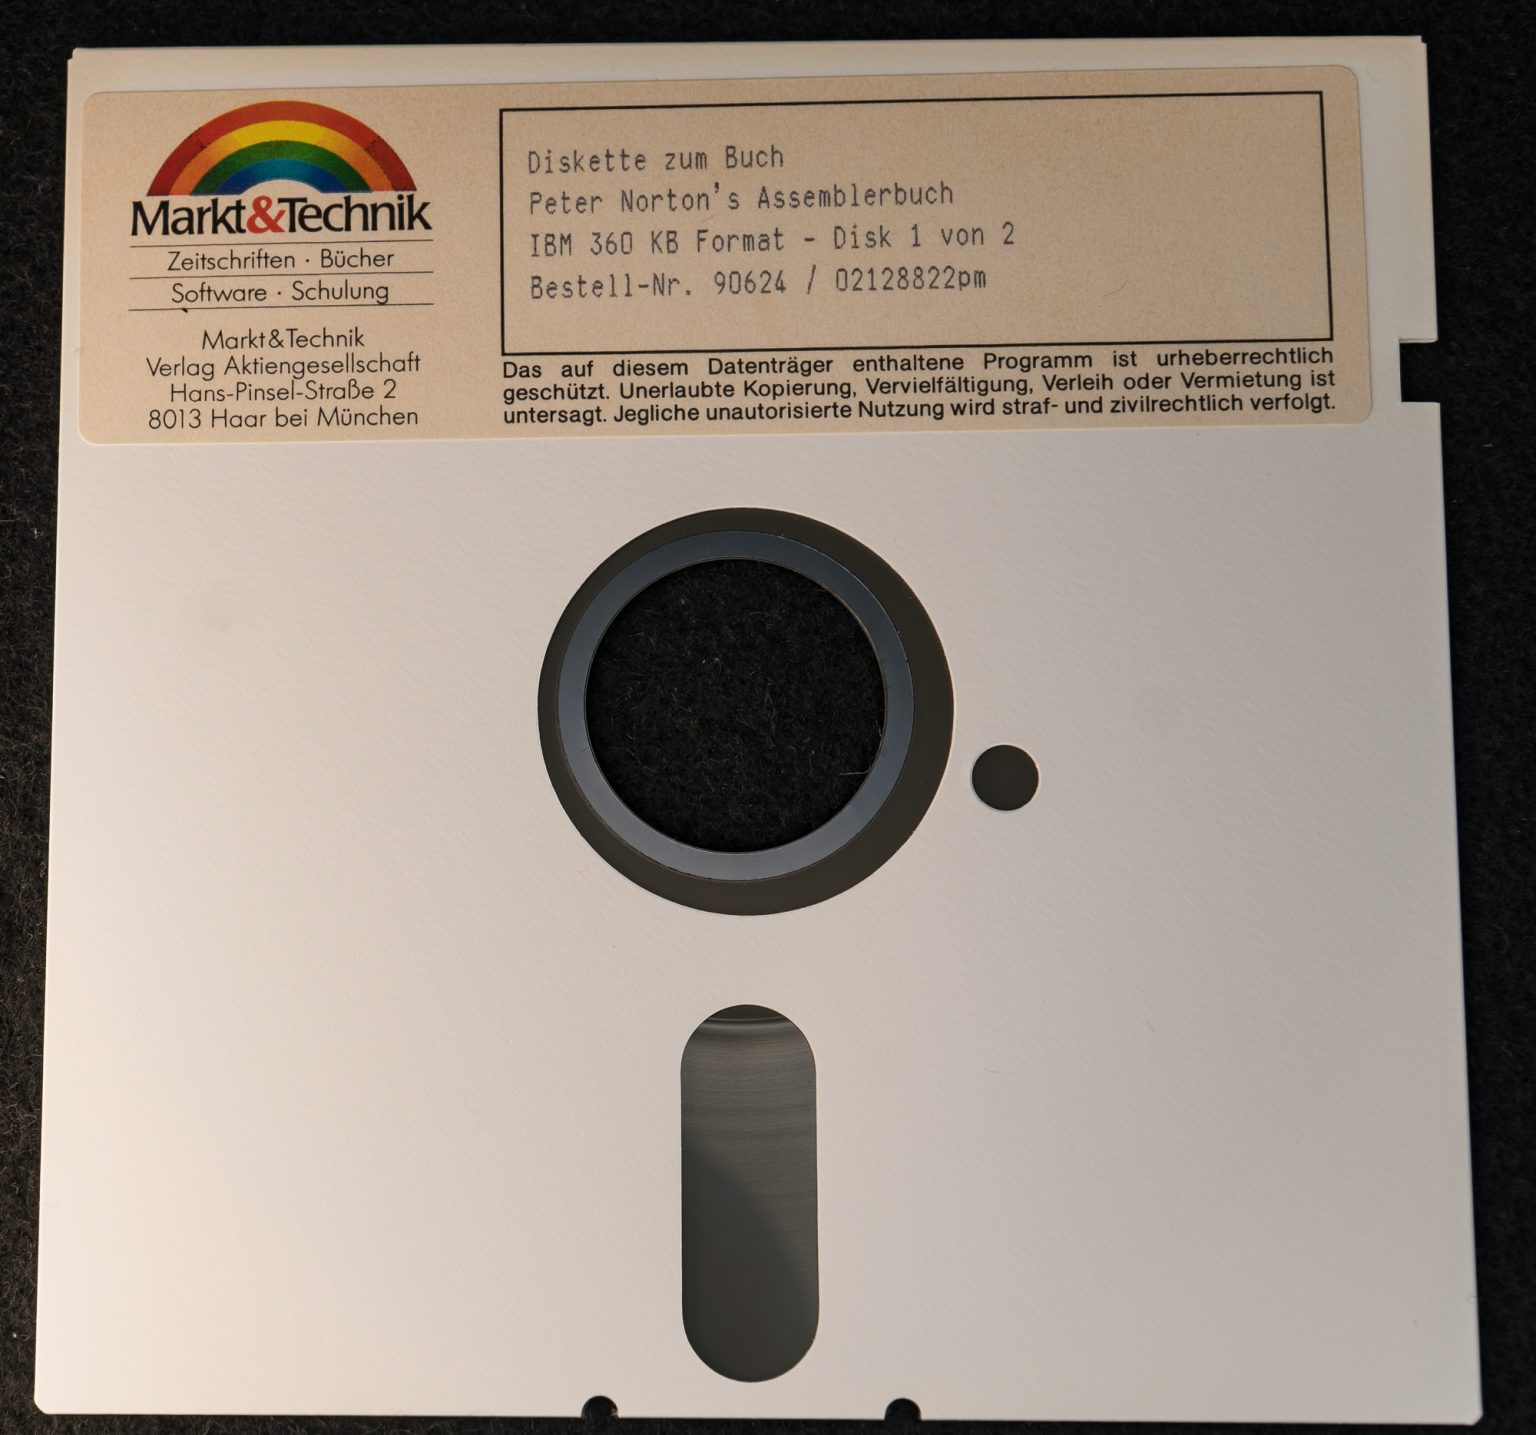 Markt&Technik
Zeitschriften · Bücher
Software · Schulung
Markt&Technik
Verlag Aktiengesellschaft
Hans-Pinsel-Straße 2
8013 Haar bei München
Diskette zum Buch
Peter Norton's Assemblerbuch
IBM 360 KB Format - Disk 1 von 2
Bestell-Nr. 90624 / 02128822pm
Das auf diesem Datenträger enthaltene Programm ist urheberrechtlich
geschützt. Unerlaubte Kopierung, Vervielfältigung, Verleih oder Vermietung ist
untersagt. Jegliche unautorisierte Nutzung wird straf- und zivilrechtlich verfolgt.